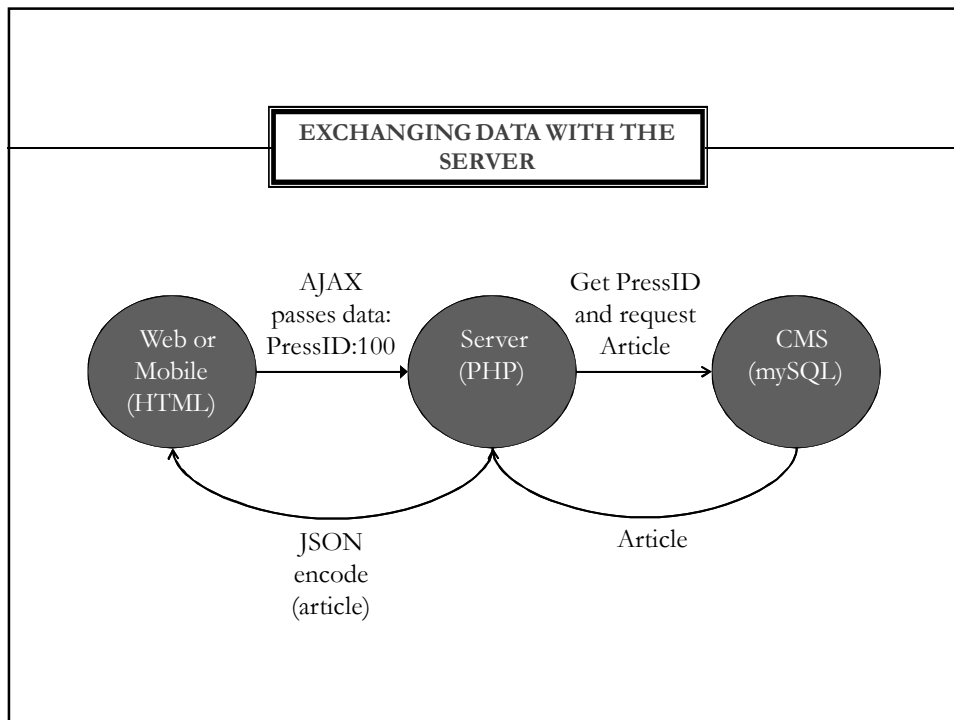 EXCHANGING DATA WITH THE
SERVER
AJAX
passes data:
PressID:100
Get PressID
and request
Article
Web or
Mobile
(HTML)
Server
(PHP)
CMS
(mySQL)
JSON
encode
(article)
Article